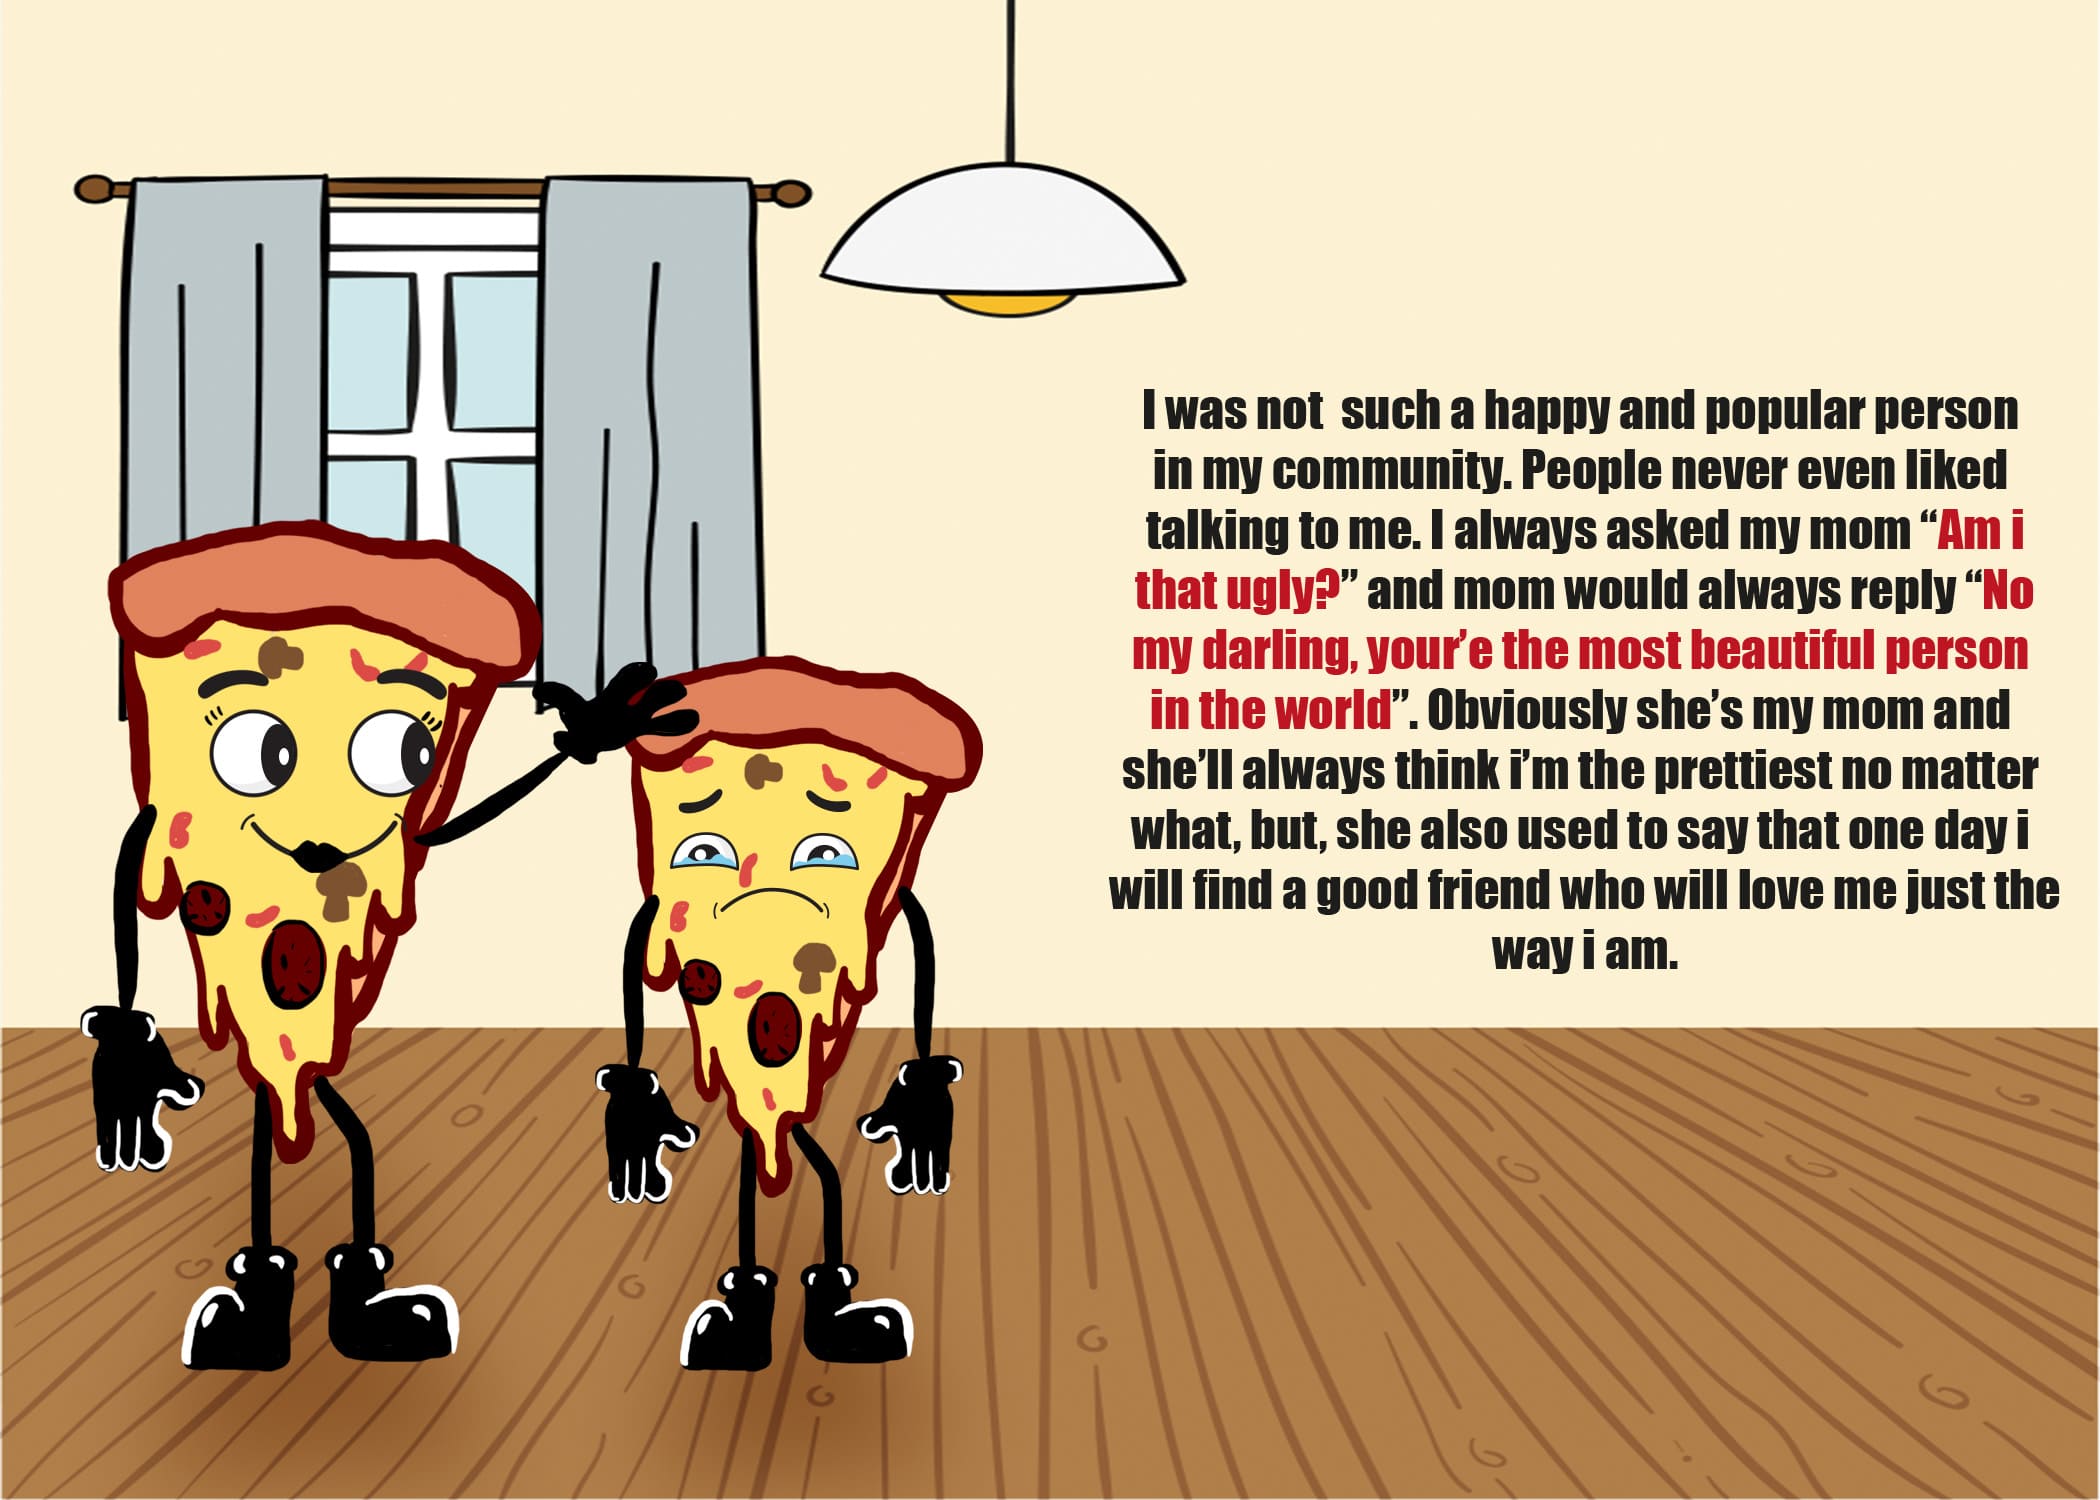 I was not  such a happy and popular person
in my community. People never even liked
talking to me. I always asked my mom “Am i
that ugly?” and mom would always reply “No
my darling, your’e the most beautiful person
in the world”. Obviously she’s my mom and
she’ll always think i’m the prettiest no matter
what, but, she also used to say that one day i
will find a good friend who will love me just the
way i am.